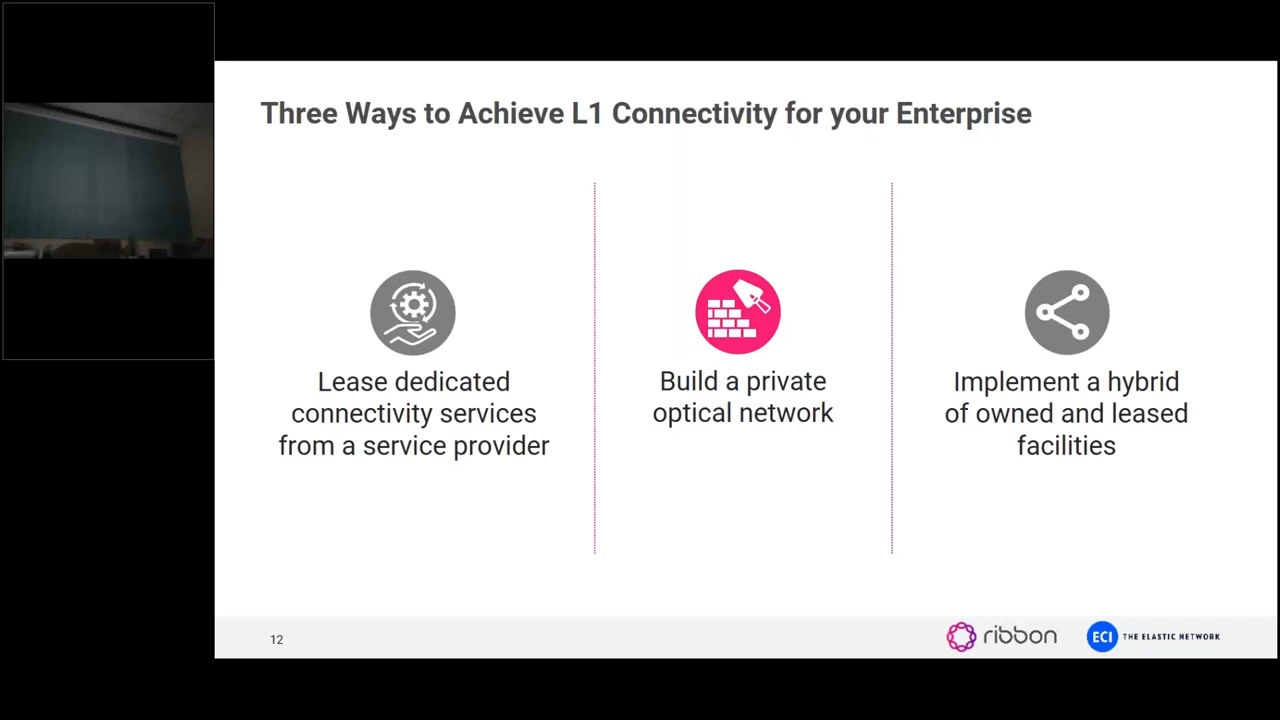 Three Ways to Achieve L1 Connectivity for your Enterprise
Lease dedicated
connectivity services
from a service provider
Build a private
optical network
Implement a hybrid
of owned and leased
facilities
12
ribbon
ECI THE ELASTIC NETWORK